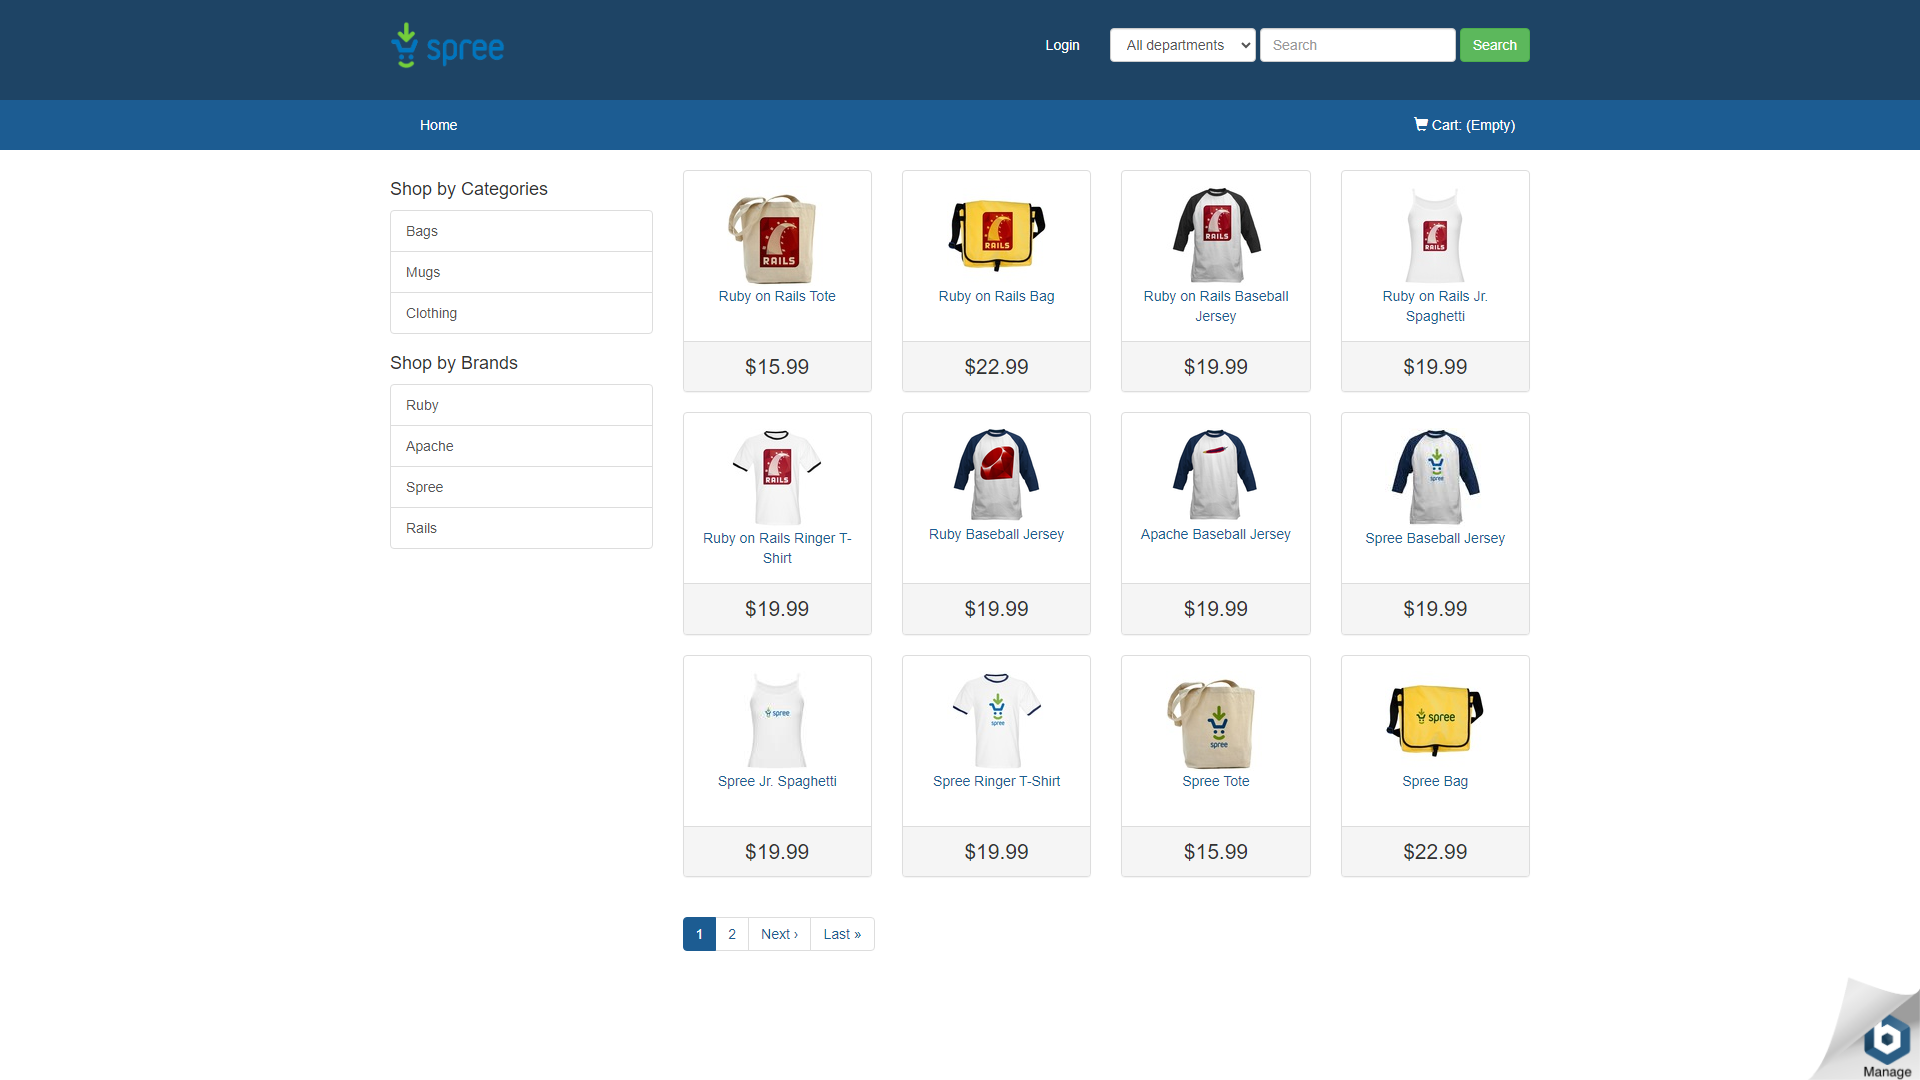 spree
Login
All departments
Search
Search
Home
Cart: (Empty)
Shop by Categories
Bags
Mugs
Clothing
Shop by Brands
Ruby
Apache
Spree
Rails
RAILS
Ruby on Rails Tote
$15.99
RAILS
Ruby on Rails Bag
$22.99
RAILS
Ruby on Rails Baseball
Jersey
$19.99
RAILS
Ruby on Rails Jr.
Spaghetti
$19.99
RAILS
Ruby on Rails Ringer T-
Shirt
$19.99
Ruby Baseball Jersey
$19.99
Apache Baseball Jersey
$19.99
spree
Spree Baseball Jersey
$19.99
spree
Spree Jr. Spaghetti
$19.99
spree
Spree Ringer T-Shirt
$19.99
spree
Spree Tote
$15.99
spree
Spree Bag
$22.99
1
2
Next ›
Last »
b
Manage